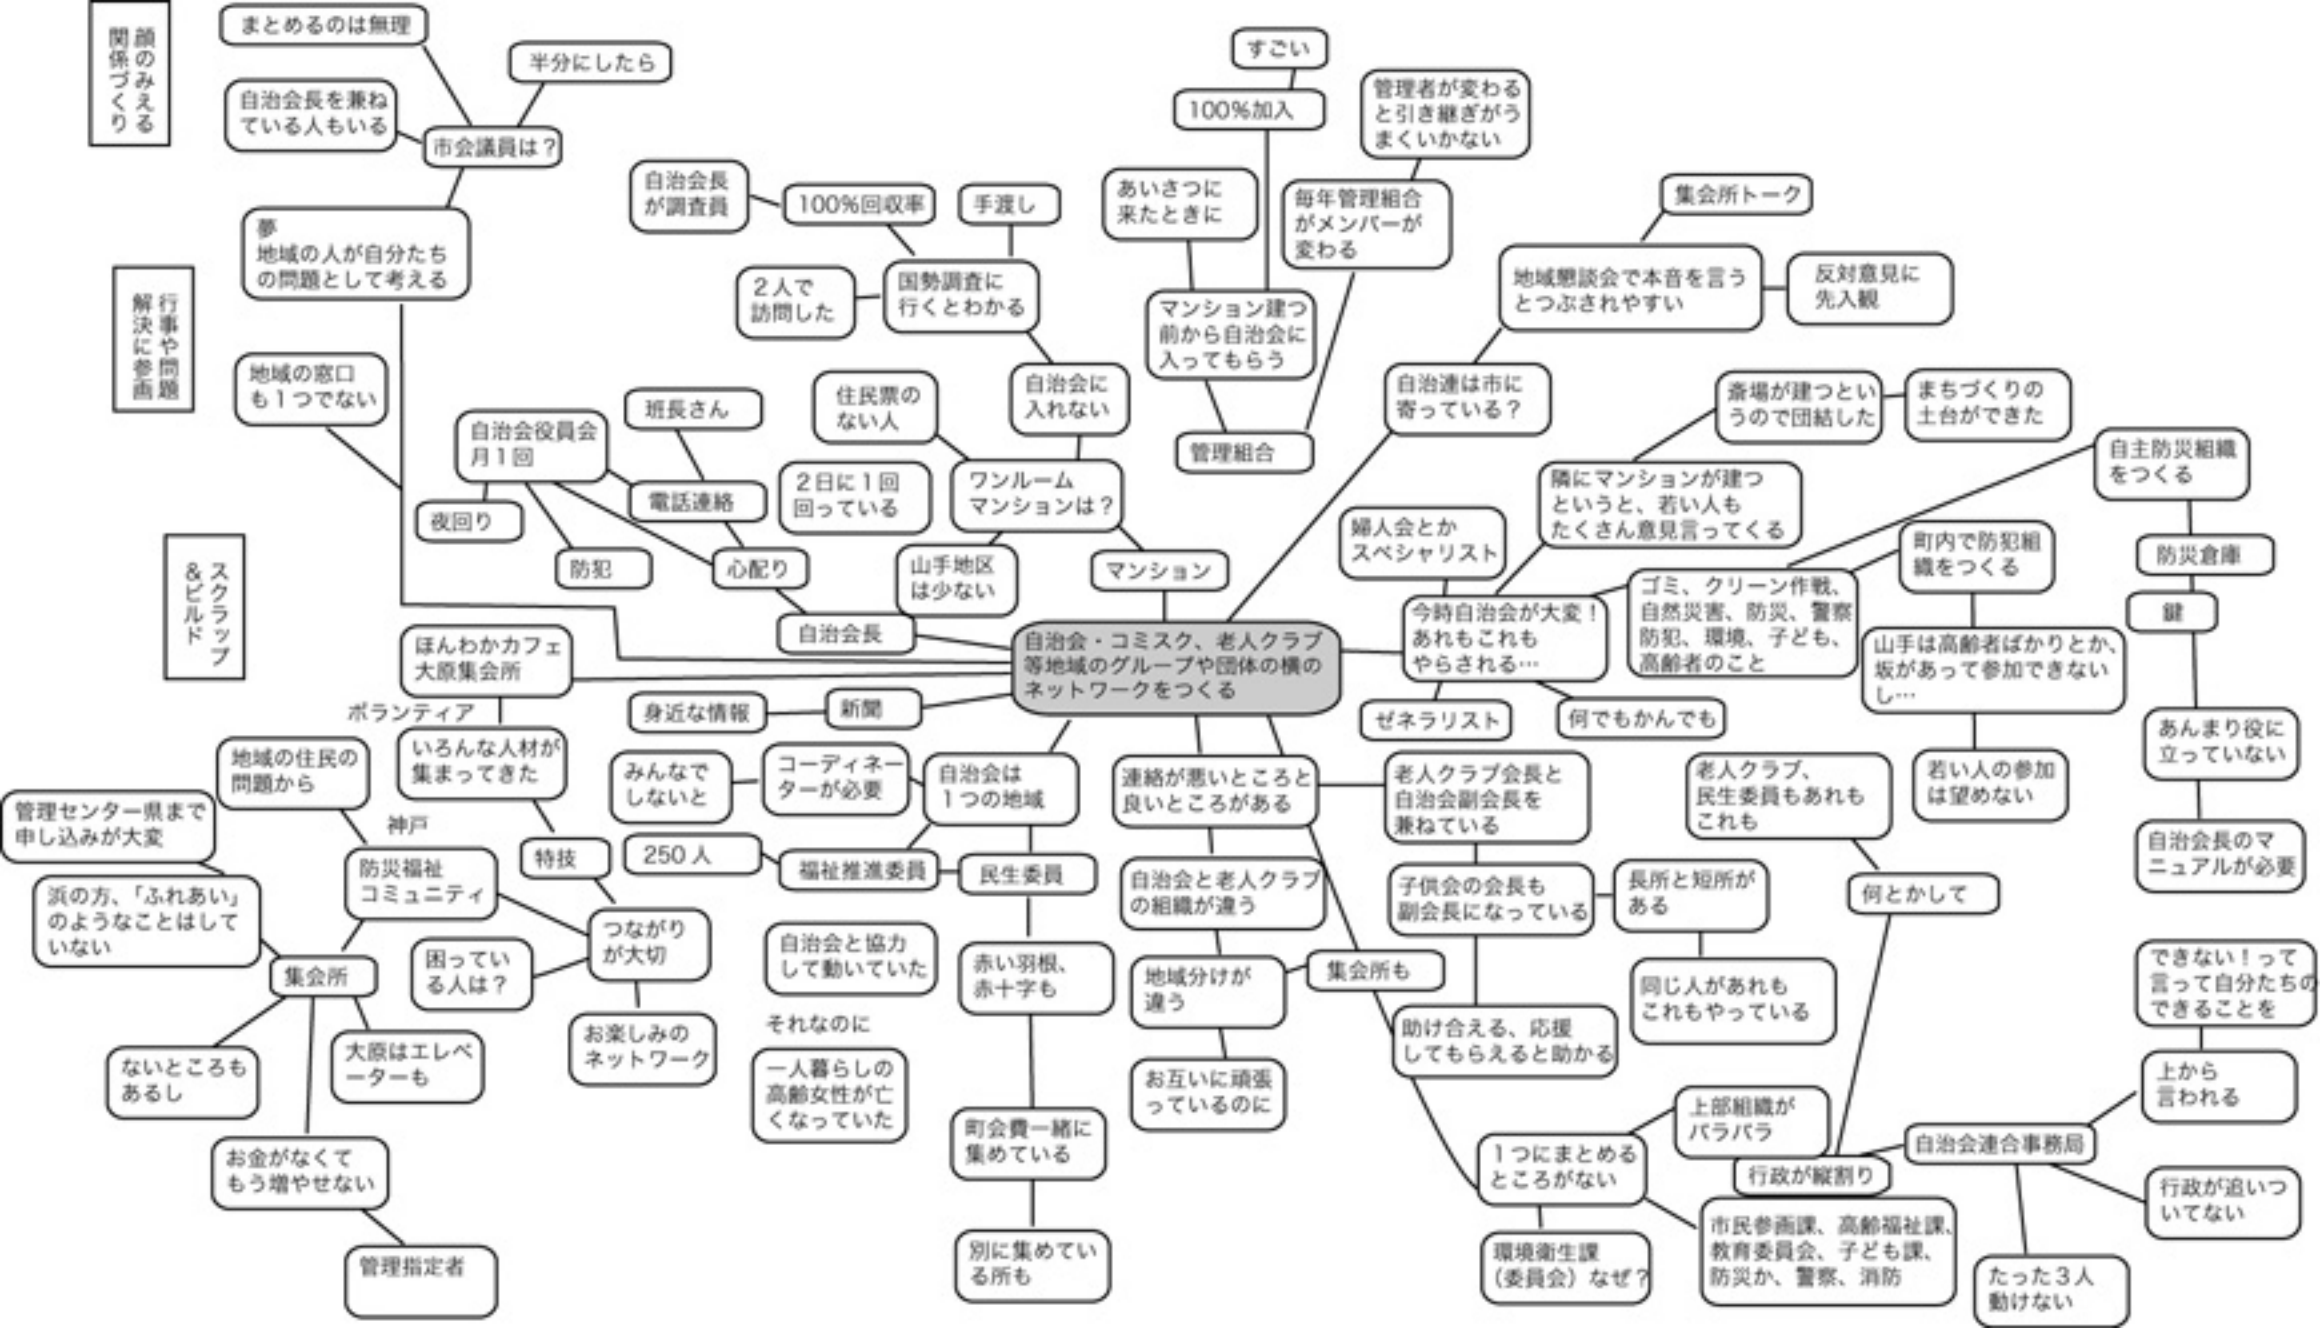 顔のみえる
関係づくり
行事や問題
解決に参画
スクラップ
&ビルド
まとめるのは無理
半分にしたら
自治会長を兼ね
ている人もいる
市会議員は？
夢
地域の人が自分たち
の問題として考える
地域の窓口
も１つでない
自治会長
が調査員
100%回収率
手渡し
２人で
訪問した
国勢調査に
行くとわかる
自治会に
入れない
住民票の
ない人
２日に１回
回っている
ワンルーム
マンションは？
山手地区
は少ない
マンション
班長さん
自治会役員会
月１回
電話連絡
夜回り
防犯
心配り
自治会長
すごい
100%加入
管理者が変わる
と引き継ぎがう
まくいかない
あいさつに
来たときに
毎年管理組合
がメンバーが
変わる
マンション建つ
前から自治会に
入ってもらう
管理組合
集会所トーク
地域懇談会で本音を言う
とつぶされやすい
反対意見に
先入観
自治連は市に
寄っている？
斎場が建つとい
うので団結した
まちづくりの
土台ができた
隣にマンションが建つ
というと、若い人も
たくさん意見言ってくる
婦人会とか
スペシャリスト
今時自治会が大変！
あれもこれも
やらされる…
ゼネラリスト
何でもかんでも
ゴミ、クリーン作戦、
自然災害、防災、警察
防犯、環境、子ども、
高齢者のこと
町内で防犯組
織をつくる
山手は高齢者ばかりとか、
坂があって参加できない
し…
若い人の参加
は望めない
自主防災組織
をつくる
防災倉庫
鍵
あんまり役に
立っていない
自治会長のマ
ニュアルが必要
自治会・コミスク、老人クラブ
等地域のグループや団体の横の
ネットワークをつくる
ほんわかカフェ
大原集会所
ボランティア
いろんな人材が
集まってきた
特技
つながり
が大切
お楽しみの
ネットワーク
困ってい
る人は？
地域の住民の
問題から
神戸
防災福祉
コミュニティ
管理センター県まで
申し込みが大変
浜の方、「ふれあい」
のようなことはして
いない
集会所
ないところも
あるし
大原はエレベ
ーターも
お金がなくて
もう増やせない
管理指定者
身近な情報
新聞
みんなで
しないと
コーディネー
ターが必要
自治会は
１つの地域
250 人
福祉推進委員
民生委員
自治会と協力
して動いていた
それなのに
一人暮らしの
高齢女性が亡
くなっていた
赤い羽根、
赤十字も
町会費一緒に
集めている
別に集めてい
る所も
連絡が悪いところと
良いところがある
自治会と老人クラブ
の組織が違う
地域分けが
違う
集会所も
お互いに頑張
っているのに
老人クラブ会長と
自治会副会長を
兼ねている
子供会の会長も
副会長になっている
長所と短所が
ある
同じ人があれも
これもやっている
助け合える、応援
してもらえると助かる
老人クラブ、
民生委員もあれも
これも
何とかして
１つにまとめる
ところがない
上部組織が
バラバラ
行政が縦割り
環境衛生課
（委員会）なぜ？
市民参画課、高齢福祉課、
教育委員会、子ども課、
防災か、警察、消防
自治会連合事務局
できない！って
言って自分たちの
できることを
上から
言われる
行政が追いつ
いてない
たった３人
動けない